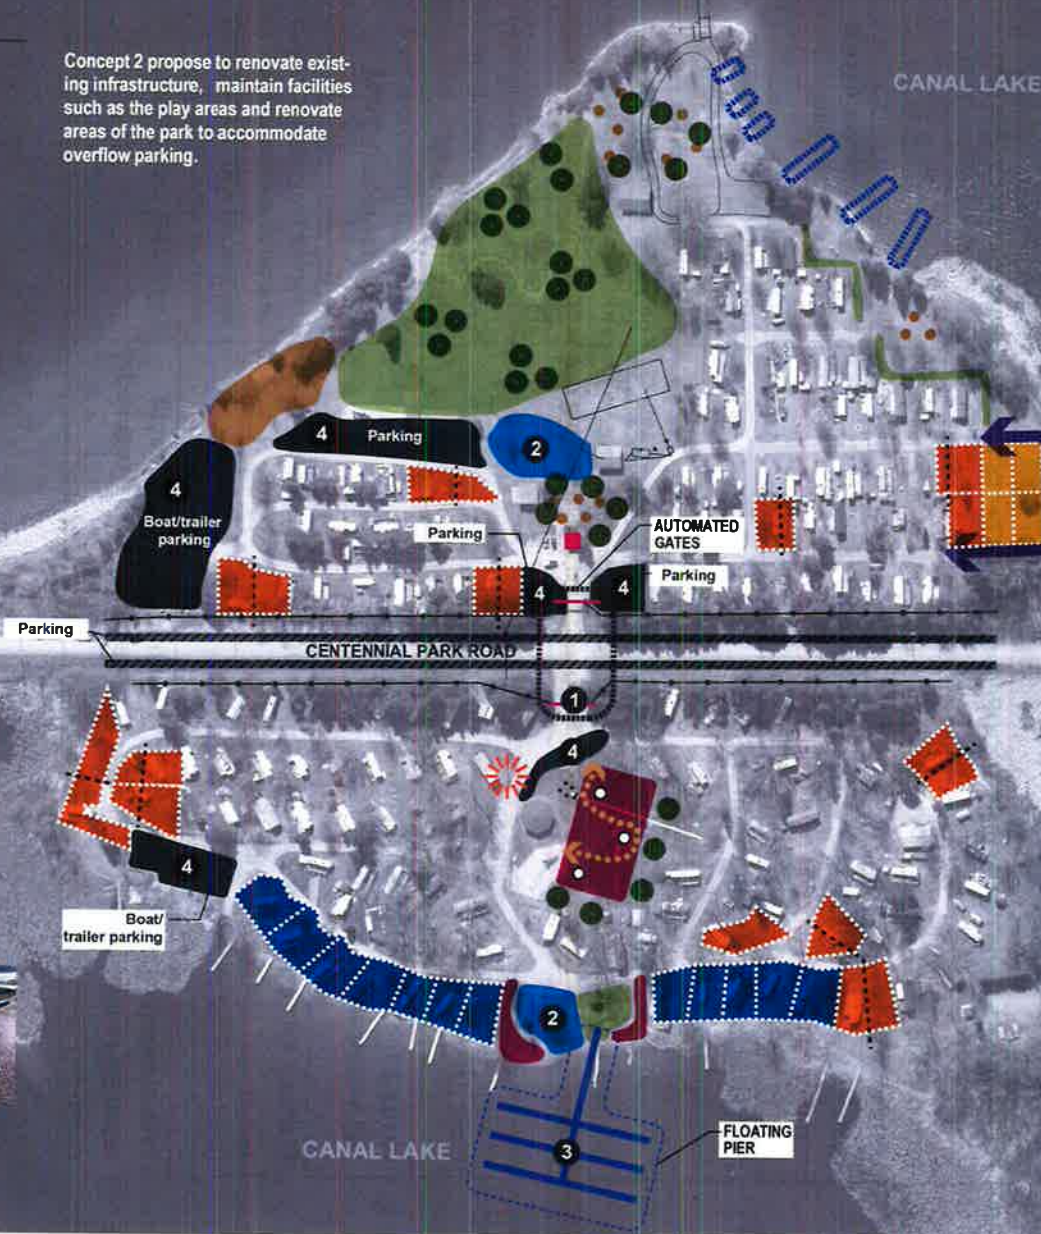 Concept 2 propose to renovate exist-
ing infrastructure, maintain facilities
such as the play areas and renovate
areas of the park to accommodate
overflow parking.
CANAL LAKE
4 Parking
2
4
Boat/trailer
parking
Parking
AUTOMATED
GATES
4
4
Parking
Parking
CENTENNIAL PARK ROAD
1
4
4
Boat/
trailer parking
2
3
FLOATING
PIER
CANAL LAKE